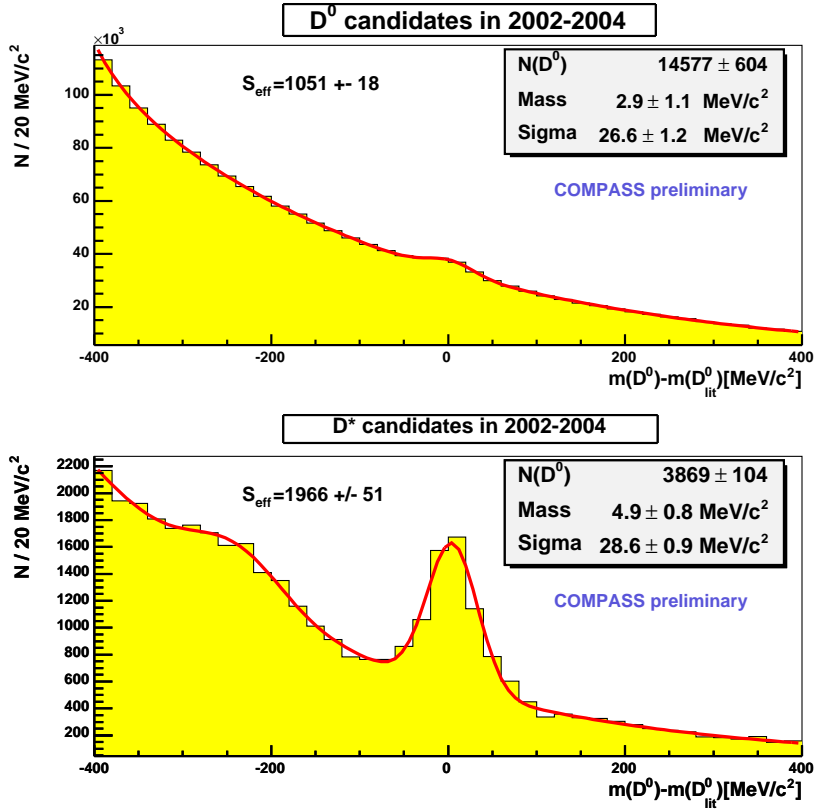 D⁰ candidates in 2002-2004
×10³
N / 20 MeV/c²
100
80
60
40
20
S_eff=1051 +- 18
N(D⁰) 14577 ± 604
Mass 2.9 ± 1.1 MeV/c²
Sigma 26.6 ± 1.2 MeV/c²
COMPASS preliminary
-400 -200 0 200 400
m(D⁰)-m(D⁰_lit)[MeV/c²]
D* candidates in 2002-2004
N / 20 MeV/c²
2200
2000
1800
1600
1400
1200
1000
800
600
400
200
S_eff=1966 +/- 51
N(D⁰) 3869 ± 104
Mass 4.9 ± 0.8 MeV/c²
Sigma 28.6 ± 0.9 MeV/c²
COMPASS preliminary
-400 -200 0 200 400
m(D⁰)-m(D⁰_lit)[MeV/c²]